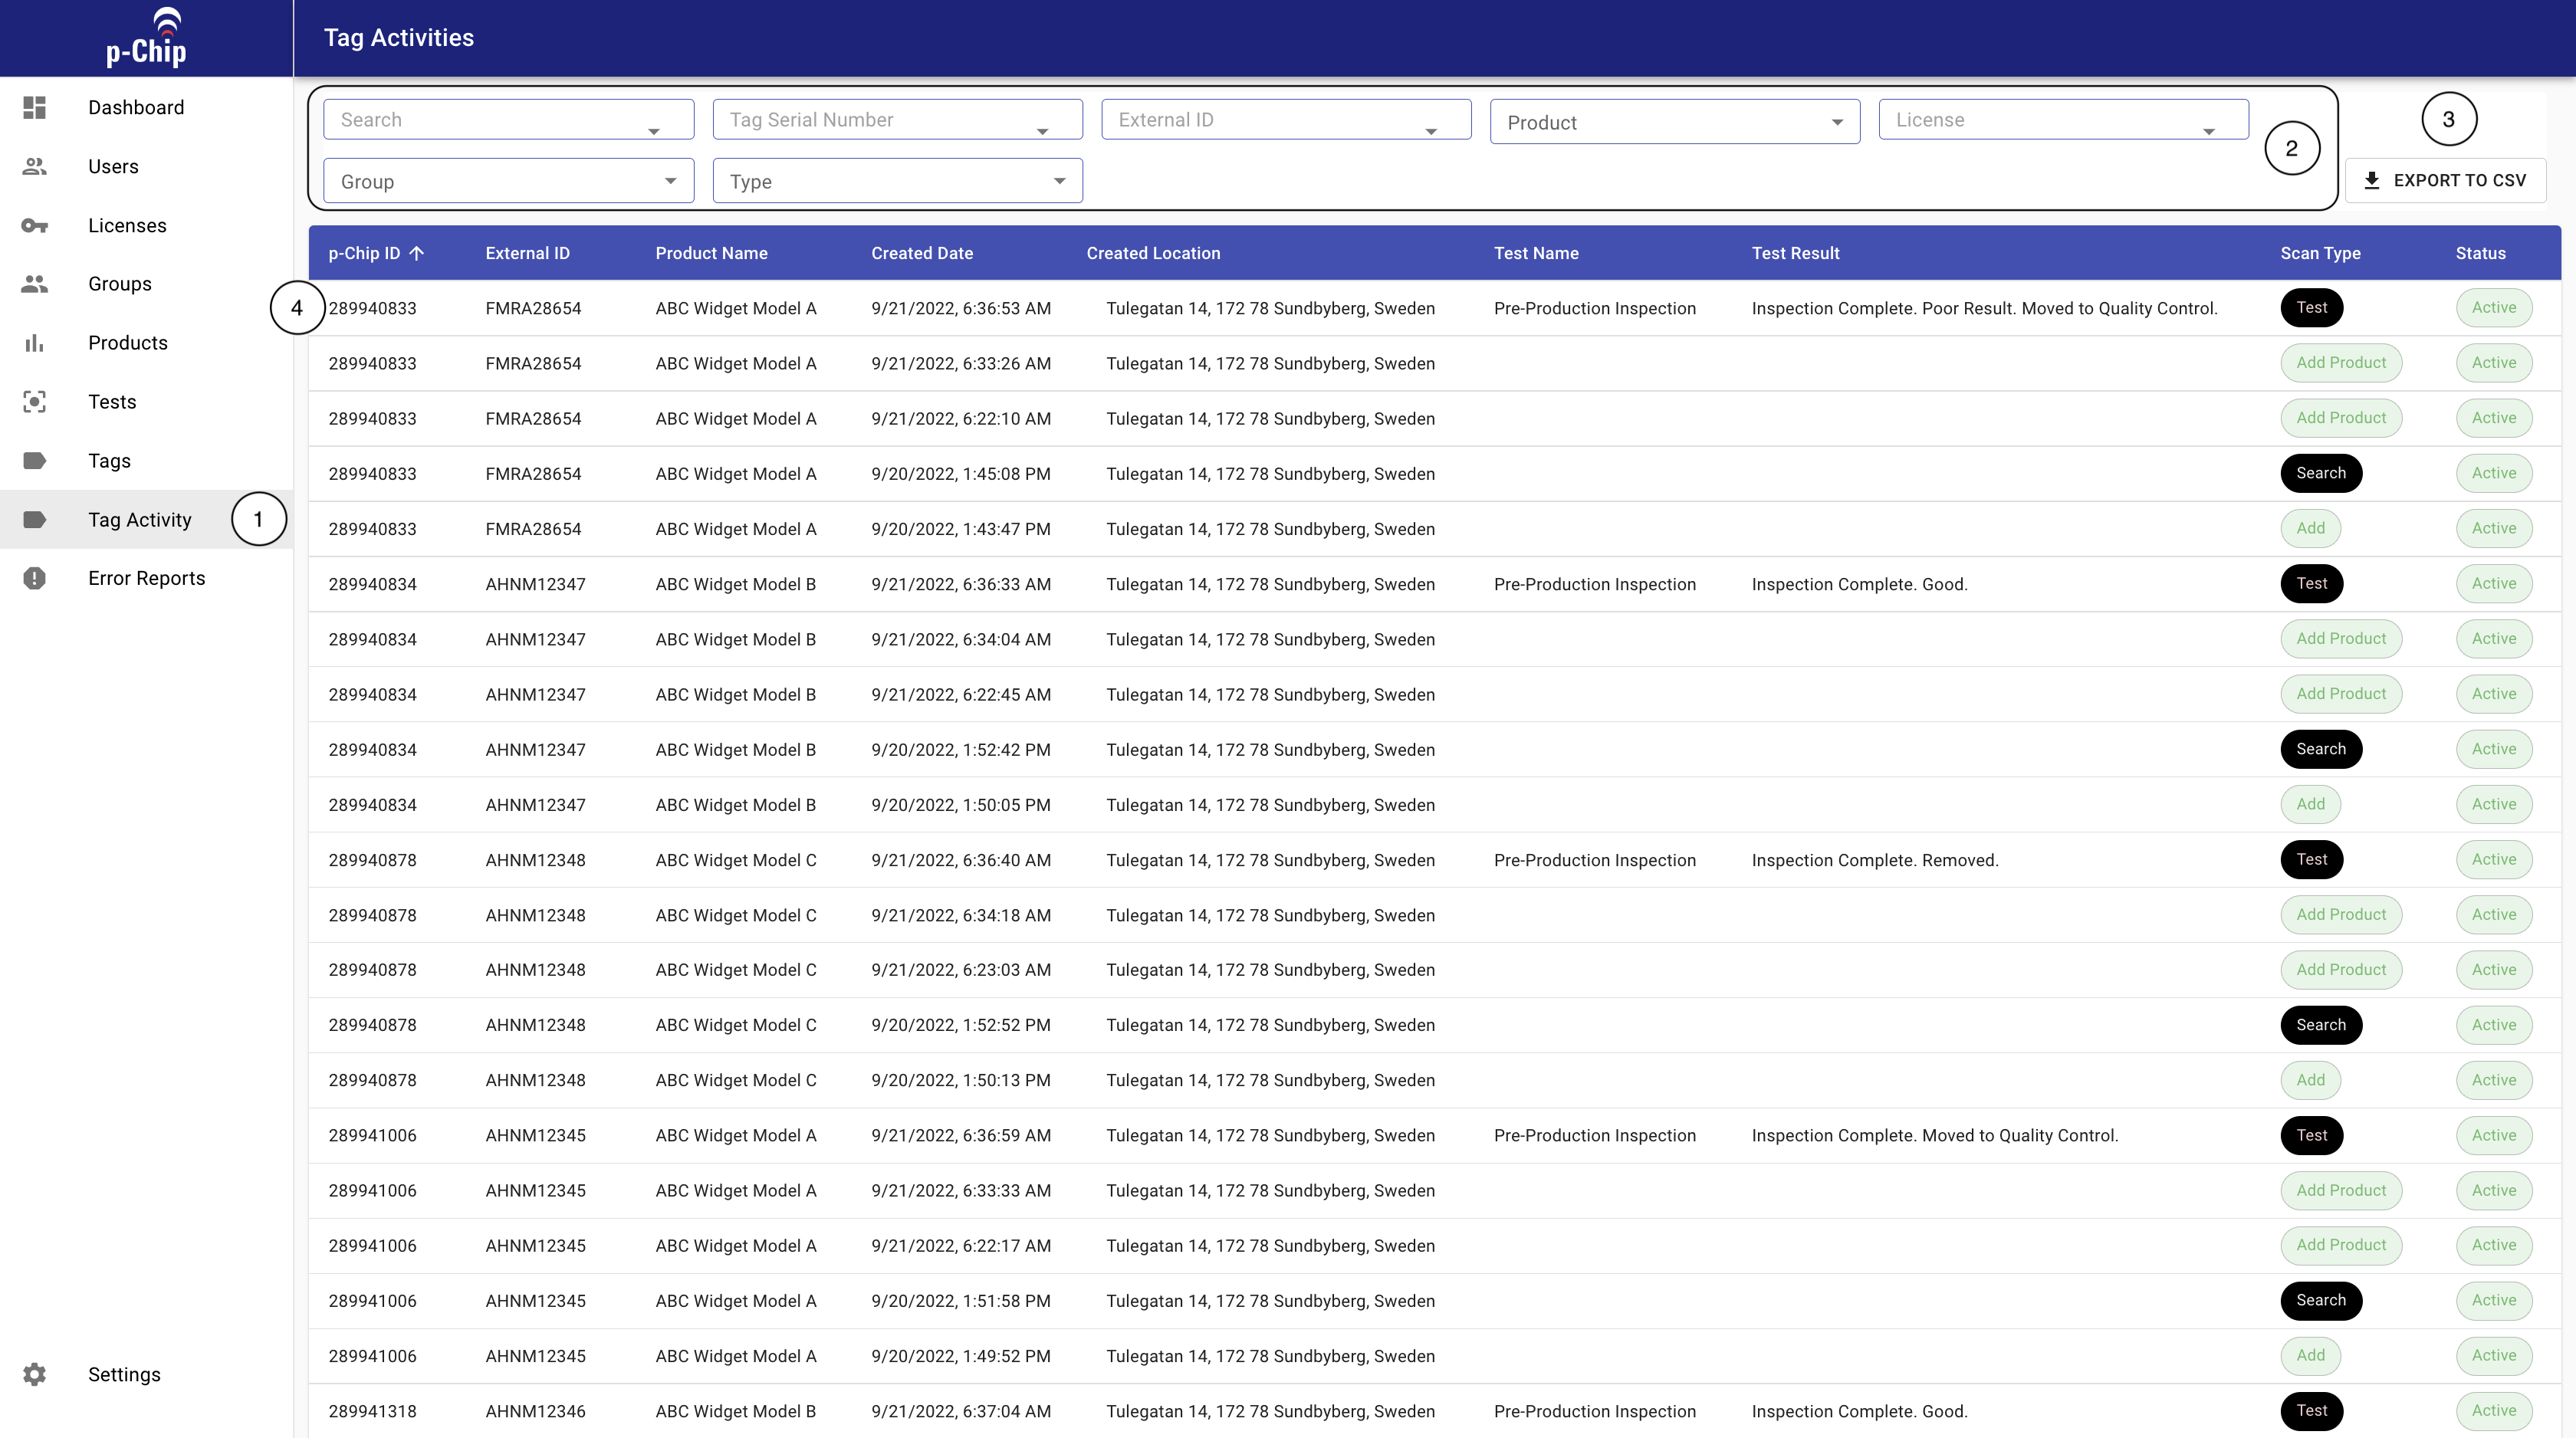 p-Chip
Tag Activities
Dashboard
Users
Licenses
Groups
Products
Tests
Tags
Tag Activity 1
Error Reports
Settings
Search Tag Serial Number External ID Product License
Group Type
2
3
EXPORT TO CSV
p-Chip ID External ID Product Name Created Date Created Location Test Name Test Result Scan Type Status
4 289940833 FMRA28654 ABC Widget Model A 9/21/2022, 6:36:53 AM Tulegatan 14, 172 78 Sundbyberg, Sweden Pre-Production Inspection Inspection Complete. Poor Result. Moved to Quality Control. Test Active
289940833 FMRA28654 ABC Widget Model A 9/21/2022, 6:33:26 AM Tulegatan 14, 172 78 Sundbyberg, Sweden Add Product Active
289940833 FMRA28654 ABC Widget Model A 9/21/2022, 6:22:10 AM Tulegatan 14, 172 78 Sundbyberg, Sweden Add Product Active
289940833 FMRA28654 ABC Widget Model A 9/20/2022, 1:45:08 PM Tulegatan 14, 172 78 Sundbyberg, Sweden Search Active
289940833 FMRA28654 ABC Widget Model A 9/20/2022, 1:43:47 PM Tulegatan 14, 172 78 Sundbyberg, Sweden Add Active
289940834 AHNM12347 ABC Widget Model B 9/21/2022, 6:36:33 AM Tulegatan 14, 172 78 Sundbyberg, Sweden Pre-Production Inspection Inspection Complete. Good. Test Active
289940834 AHNM12347 ABC Widget Model B 9/21/2022, 6:34:04 AM Tulegatan 14, 172 78 Sundbyberg, Sweden Add Product Active
289940834 AHNM12347 ABC Widget Model B 9/21/2022, 6:22:45 AM Tulegatan 14, 172 78 Sundbyberg, Sweden Add Product Active
289940834 AHNM12347 ABC Widget Model B 9/20/2022, 1:52:42 PM Tulegatan 14, 172 78 Sundbyberg, Sweden Search Active
289940834 AHNM12347 ABC Widget Model B 9/20/2022, 1:50:05 PM Tulegatan 14, 172 78 Sundbyberg, Sweden Add Active
289940878 AHNM12348 ABC Widget Model C 9/21/2022, 6:36:40 AM Tulegatan 14, 172 78 Sundbyberg, Sweden Pre-Production Inspection Inspection Complete. Removed. Test Active
289940878 AHNM12348 ABC Widget Model C 9/21/2022, 6:34:18 AM Tulegatan 14, 172 78 Sundbyberg, Sweden Add Product Active
289940878 AHNM12348 ABC Widget Model C 9/21/2022, 6:23:03 AM Tulegatan 14, 172 78 Sundbyberg, Sweden Add Product Active
289940878 AHNM12348 ABC Widget Model C 9/20/2022, 1:52:52 PM Tulegatan 14, 172 78 Sundbyberg, Sweden Search Active
289940878 AHNM12348 ABC Widget Model C 9/20/2022, 1:50:13 PM Tulegatan 14, 172 78 Sundbyberg, Sweden Add Active
289941006 AHNM12345 ABC Widget Model A 9/21/2022, 6:36:59 AM Tulegatan 14, 172 78 Sundbyberg, Sweden Pre-Production Inspection Inspection Complete. Moved to Quality Control. Test Active
289941006 AHNM12345 ABC Widget Model A 9/21/2022, 6:33:33 AM Tulegatan 14, 172 78 Sundbyberg, Sweden Add Product Active
289941006 AHNM12345 ABC Widget Model A 9/21/2022, 6:22:17 AM Tulegatan 14, 172 78 Sundbyberg, Sweden Add Product Active
289941006 AHNM12345 ABC Widget Model A 9/20/2022, 1:51:58 PM Tulegatan 14, 172 78 Sundbyberg, Sweden Search Active
289941006 AHNM12345 ABC Widget Model A 9/20/2022, 1:49:52 PM Tulegatan 14, 172 78 Sundbyberg, Sweden Add Active
289941318 AHNM12346 ABC Widget Model B 9/21/2022, 6:37:04 AM Tulegatan 14, 172 78 Sundbyberg, Sweden Pre-Production Inspection Inspection Complete. Good. Test Active